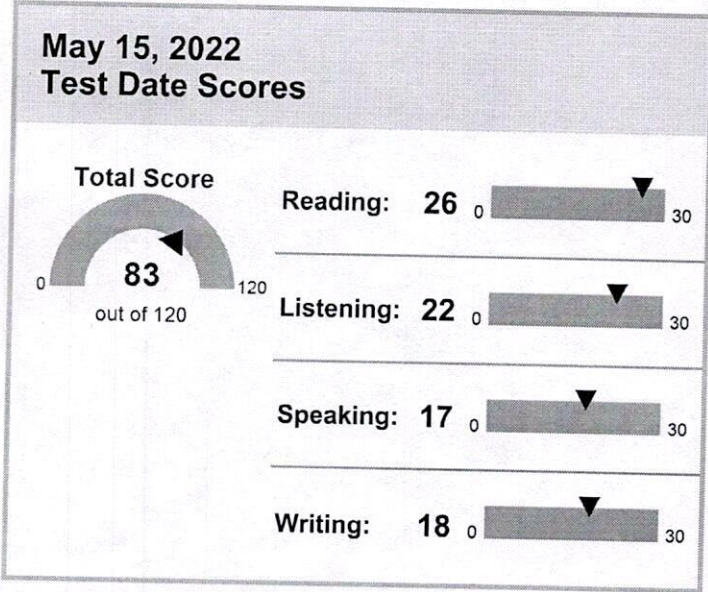 May 15, 2022
Test Date Scores
Total Score
0
83
120
out of 120
Reading: 26 0 30
Listening: 22 0 30
Speaking: 17 0 30
Writing: 18 0 30